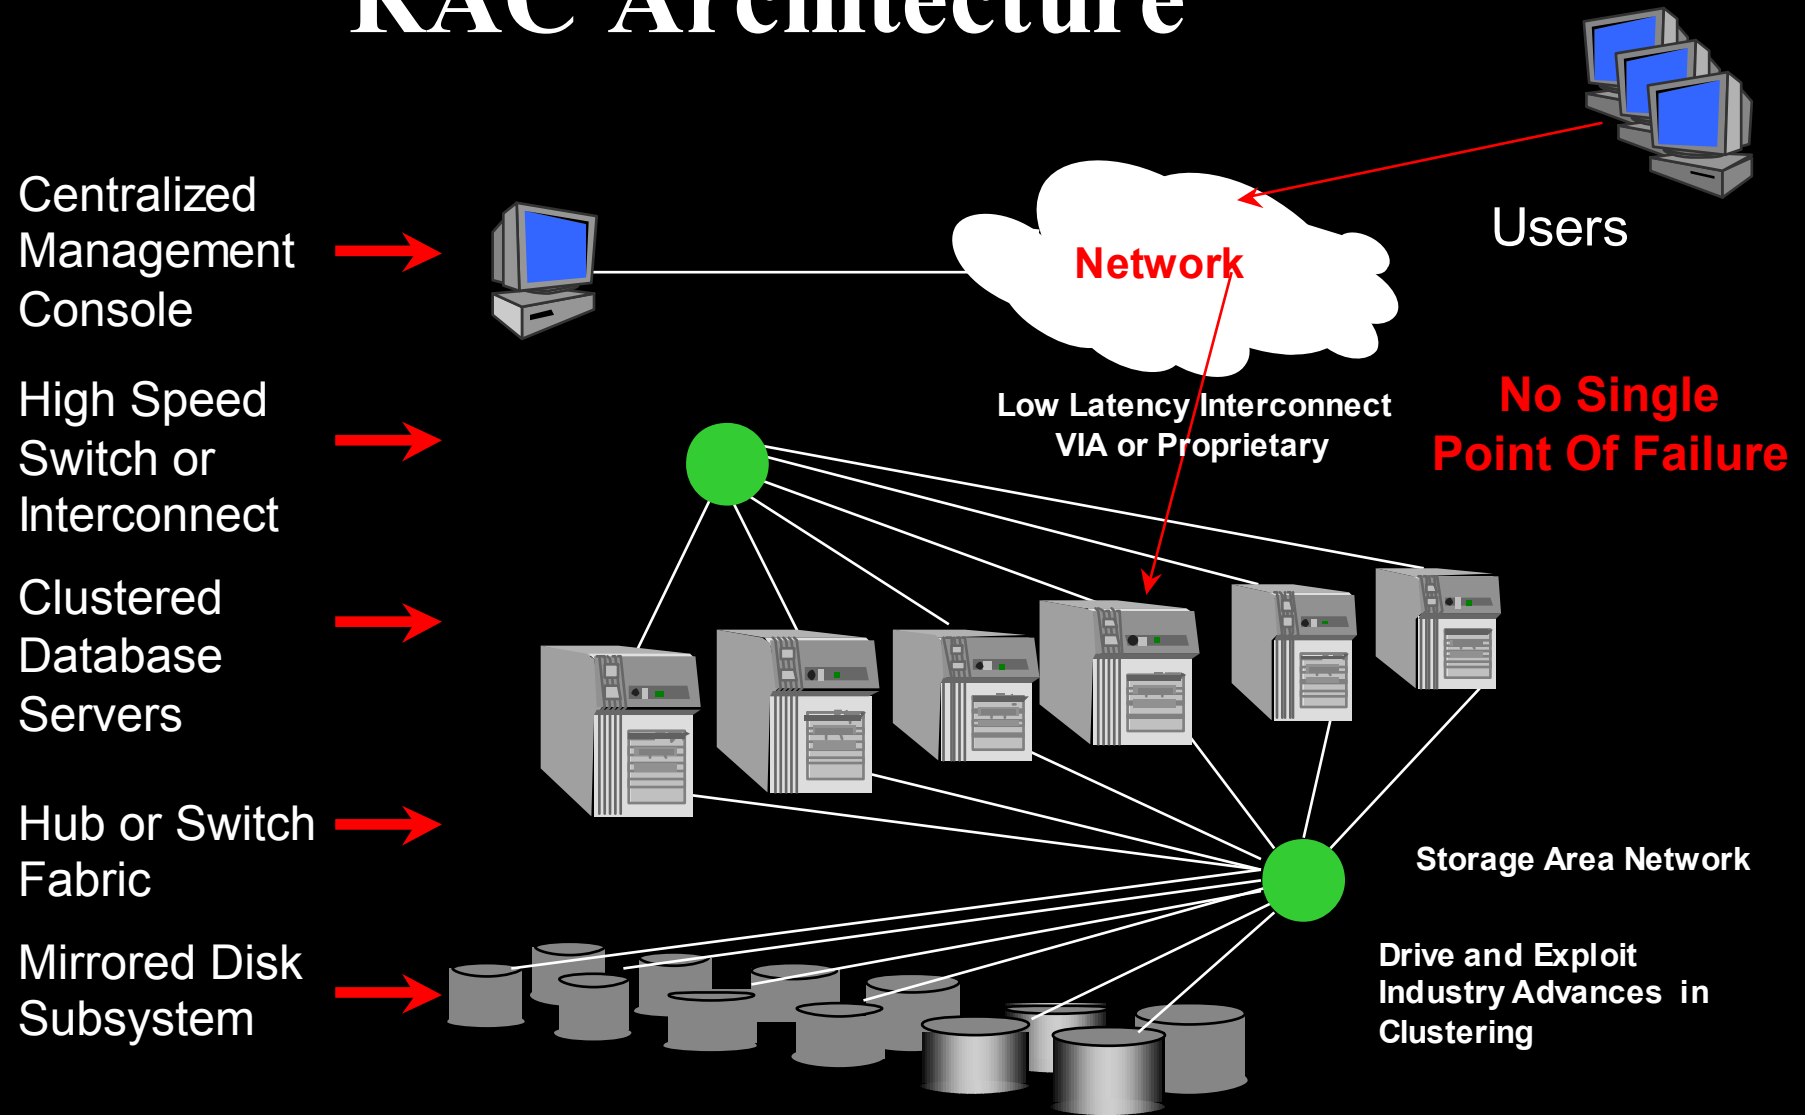 RAC Architecture
Centralized
Management
Console
Network
Users
High Speed
Switch or
Interconnect
Low Latency Interconnect
VIA or Proprietary
No Single
Point Of Failure
Clustered
Database
Servers
Hub or Switch
Fabric
Storage Area Network
Mirrored Disk
Subsystem
Drive and Exploit
Industry Advances in
Clustering